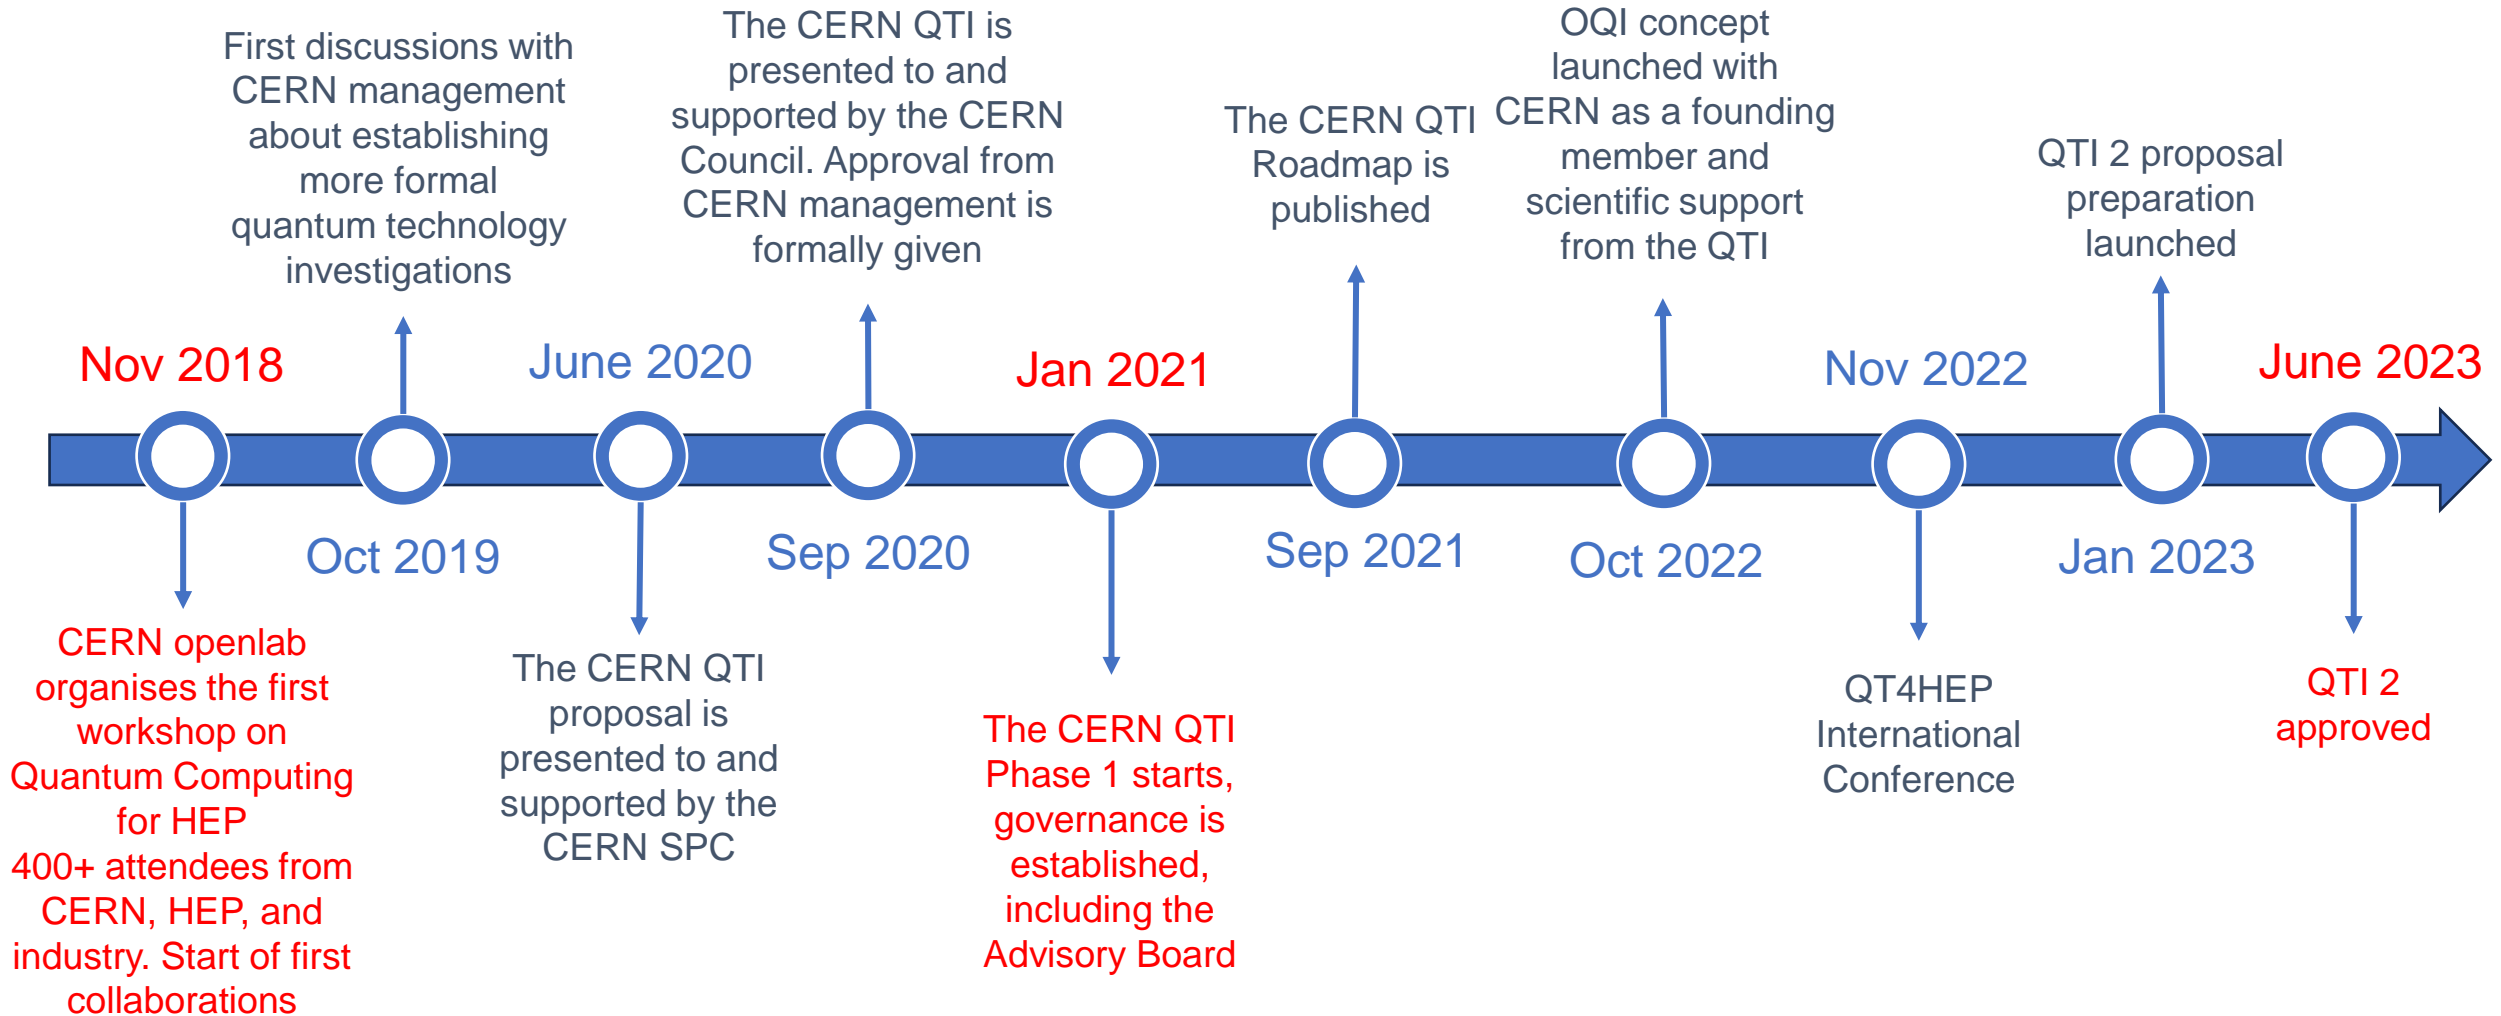 First discussions with
CERN management
about establishing
more formal
quantum technology
investigations
The CERN QTI is
presented to and
supported by the CERN
Council. Approval from
CERN management is
formally given
The CERN QTI
Roadmap is
published
OQI concept
launched with
CERN as a founding
member and
scientific support
from the QTI
QTI 2 proposal
preparation
launched
Nov 2018
June 2020
Jan 2021
Nov 2022
June 2023
Oct 2019
Sep 2020
Sep 2021
Oct 2022
Jan 2023
CERN openlab
organises the first
workshop on
Quantum Computing
for HEP
400+ attendees from
CERN, HEP, and
industry. Start of first
collaborations
The CERN QTI
proposal is
presented to and
supported by the
CERN SPC
The CERN QTI
Phase 1 starts,
governance is
established,
including the
Advisory Board
QT4HEP
International
Conference
QTI 2
approved